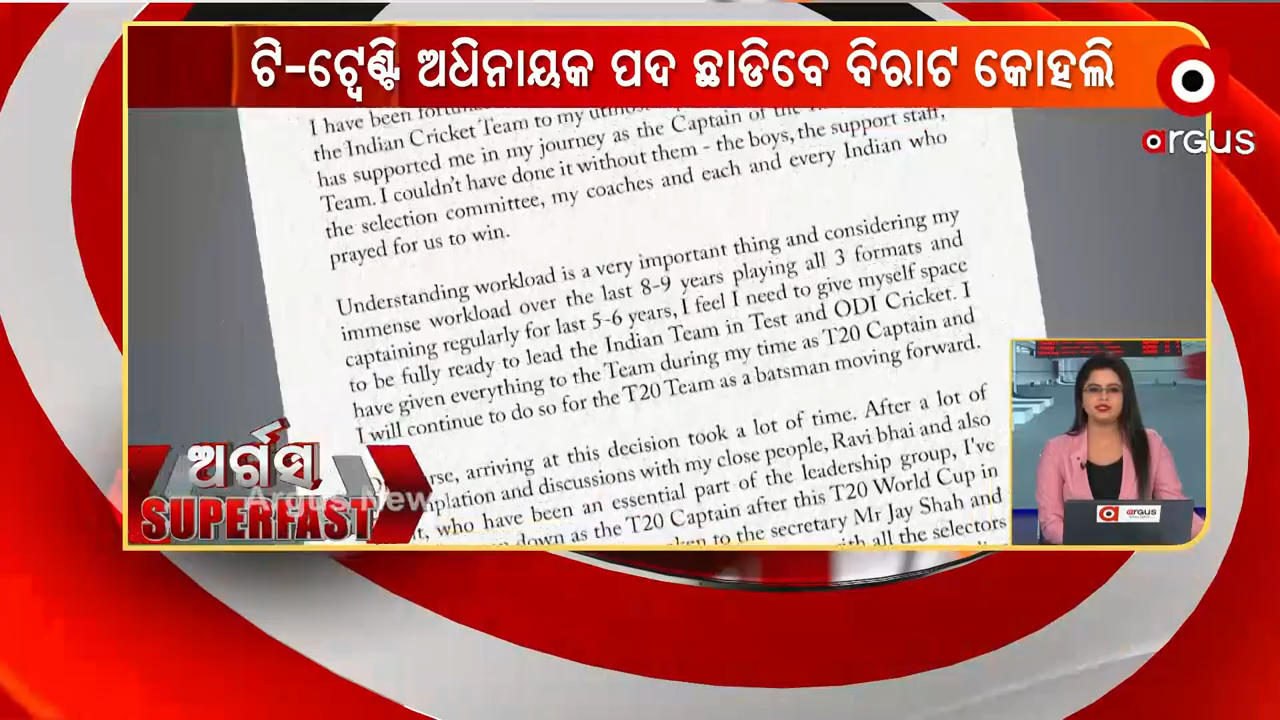 ଟି-ଟ୍ୱେଣ୍ଟି ଅଧିନାୟକ ପଦ ଛାଡିବେ ବିରାଟ କୋହଲି
argus
I have been
the Indian Cricket Team to my utmost
has supported me in my journey as the Captain of the
Team. I couldn't have done it without them - the boys, the support staff,
the selection committee, my coaches and each and every Indian who
prayed for us to win.
Understanding workload is a very important thing and considering my
immense workload over the last 8-9 years playing all 3 formats and
captaining regularly for last 5-6 years, I feel I need to give myself space
to be fully ready to lead the Indian Team in Test and ODI Cricket. I
have given everything to the Team during my time as T20 Captain and
I will continue to do so for the T20 Team as a batsman moving forward.
rse, arriving at this decision took a lot of time. After a lot of
plation and discussions with my close people, Ravi bhai and also
t, who have been an essential part of the leadership group, I've
down as the T20 Captain after this T20 World Cup in
to the secretary Mr Jay Shah and
with all the selectors
ଅର୍ଗସ
Argus News
SUPERFAST
argus